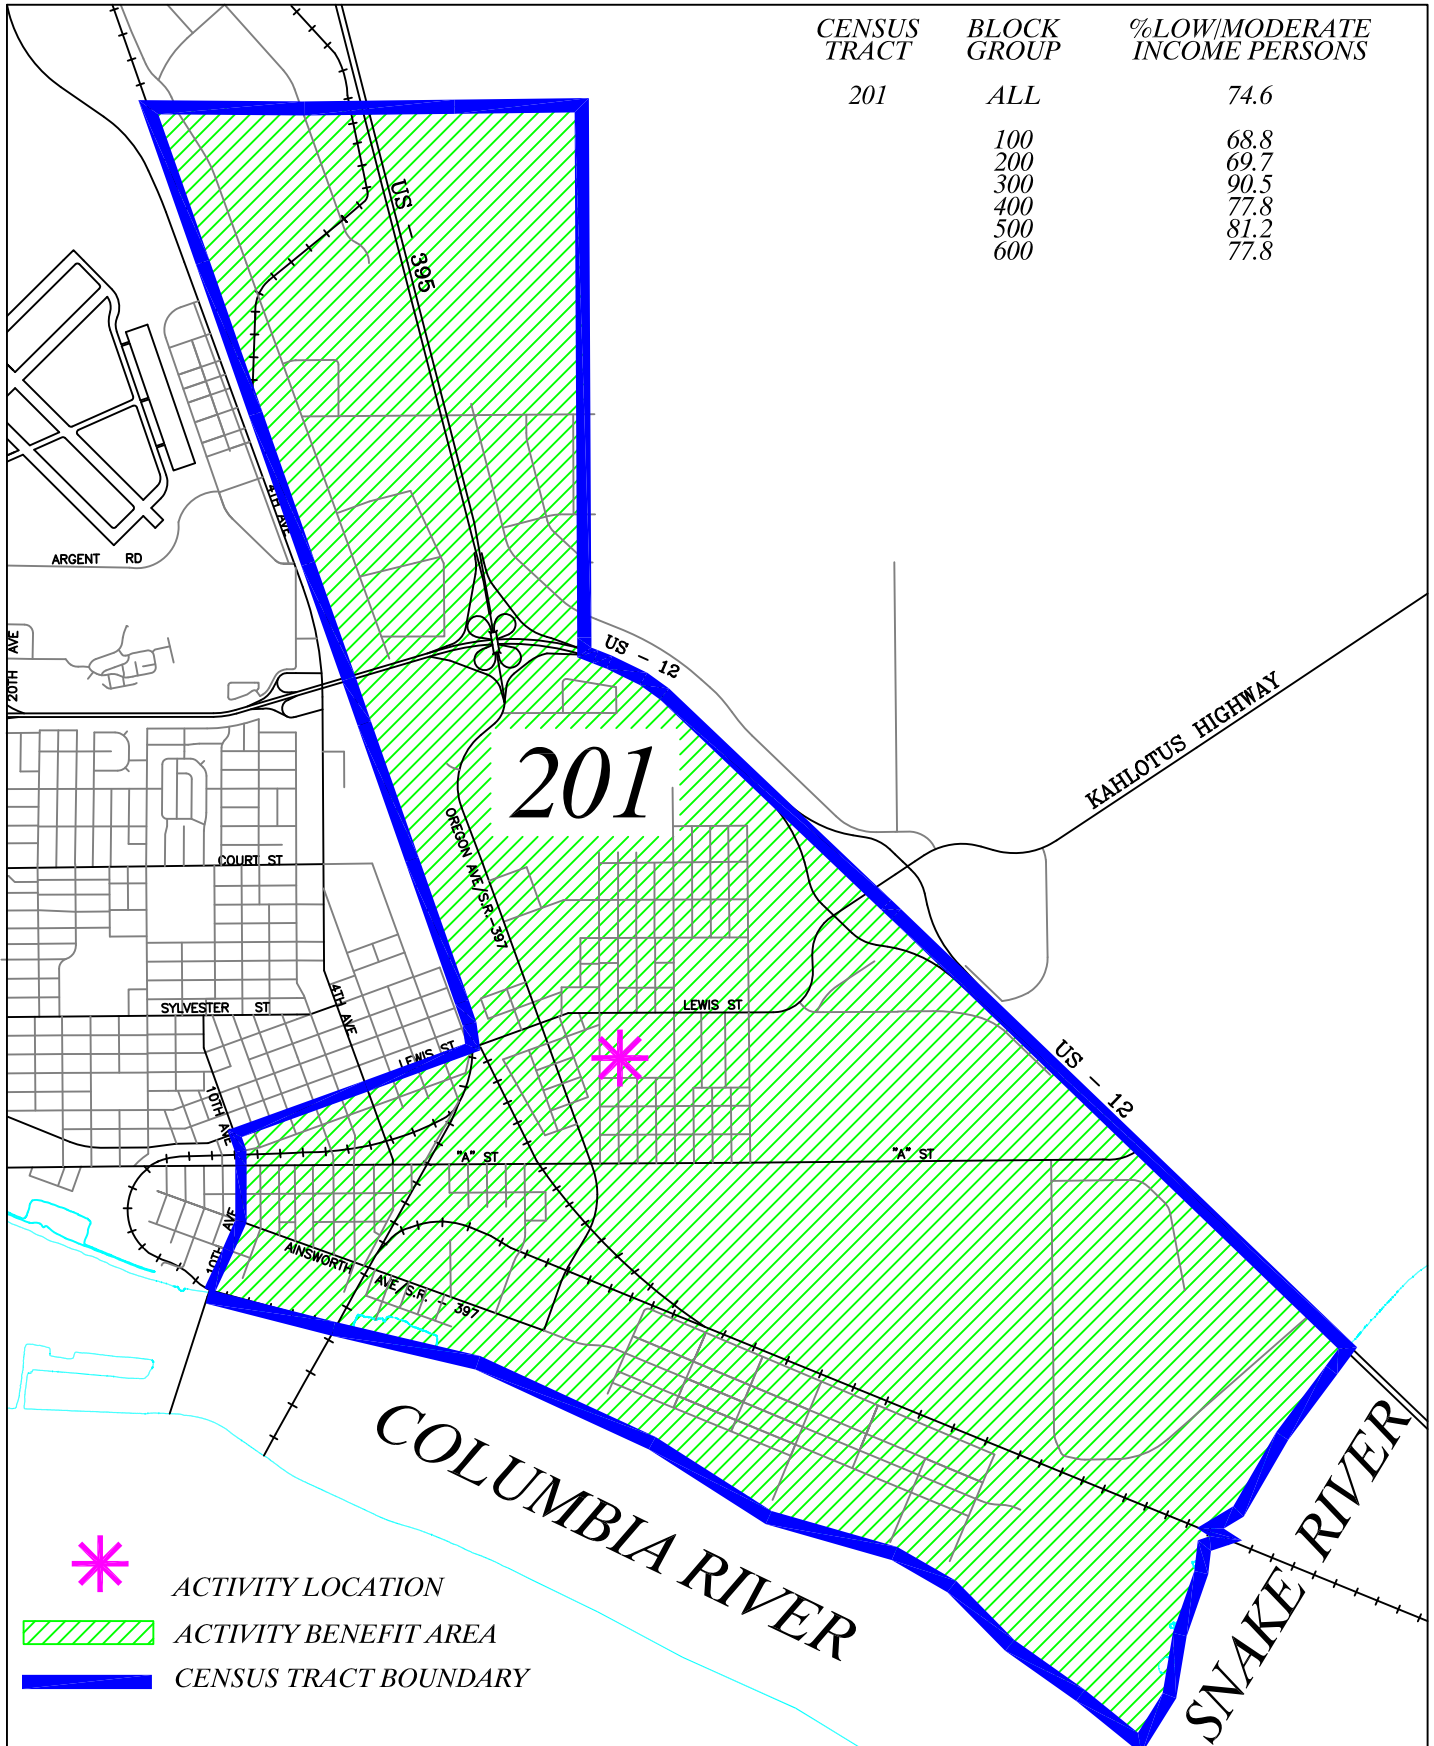 CENSUS TRACT BLOCK GROUP %LOW/MODERATE INCOME PERSONS
201 ALL 74.6
100 68.8
200 69.7
300 90.5
400 77.8
500 81.2
600 77.8
US - 395
4TH AVE
ARGENT RD
20TH AVE
US - 12
KAHLOTUS HIGHWAY
201
OREGON AVE/S.R.-397
COURT ST
SYLVESTER ST
4TH AVE
LEWIS ST
LEWIS ST
US - 12
10TH AVE
"A" ST
"A" ST
10TH AVE
AINSWORTH AVE/S.R. - 397
COLUMBIA RIVER
SNAKE RIVER
ACTIVITY LOCATION
ACTIVITY BENEFIT AREA
CENSUS TRACT BOUNDARY